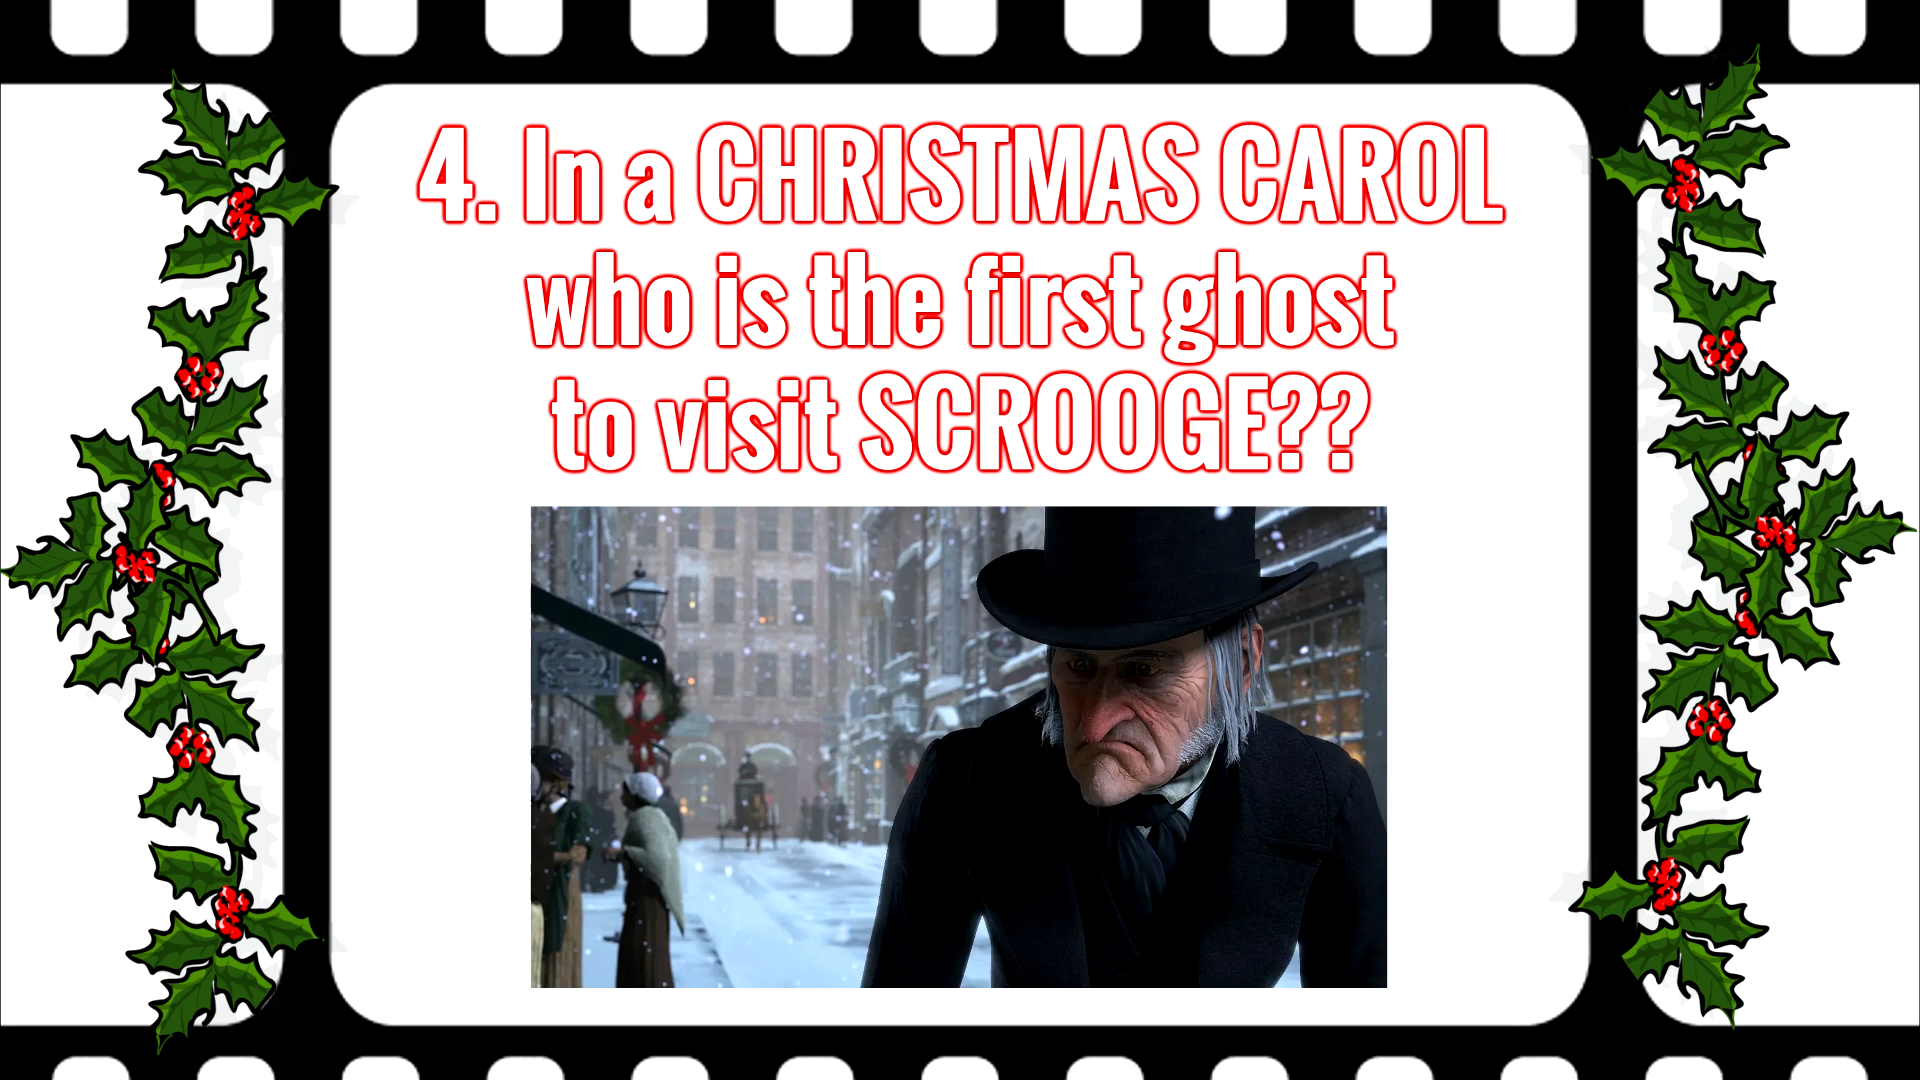 4. In a CHRISTMAS CAROL
who is the first ghost
to visit SCROOGE??